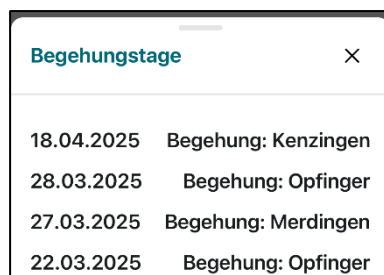 Begehungstage
18.04.2025 Begehung: Kenzingen
28.03.2025 Begehung: Opfinger
27.03.2025 Begehung: Merdingen
22.03.2025 Begehung: Opfinger